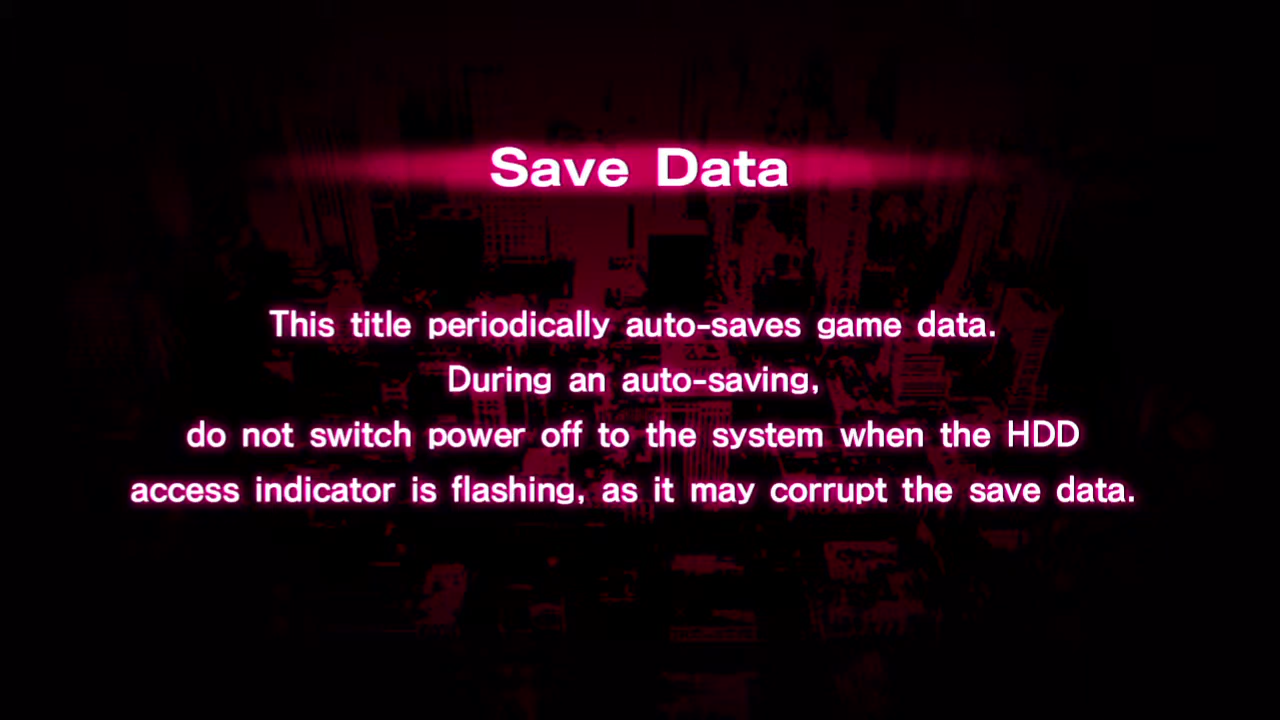 Save Data
This title periodically auto-saves game data.
During an auto-saving,
do not switch power off to the system when the HDD
access indicator is flashing, as it may corrupt the save data.